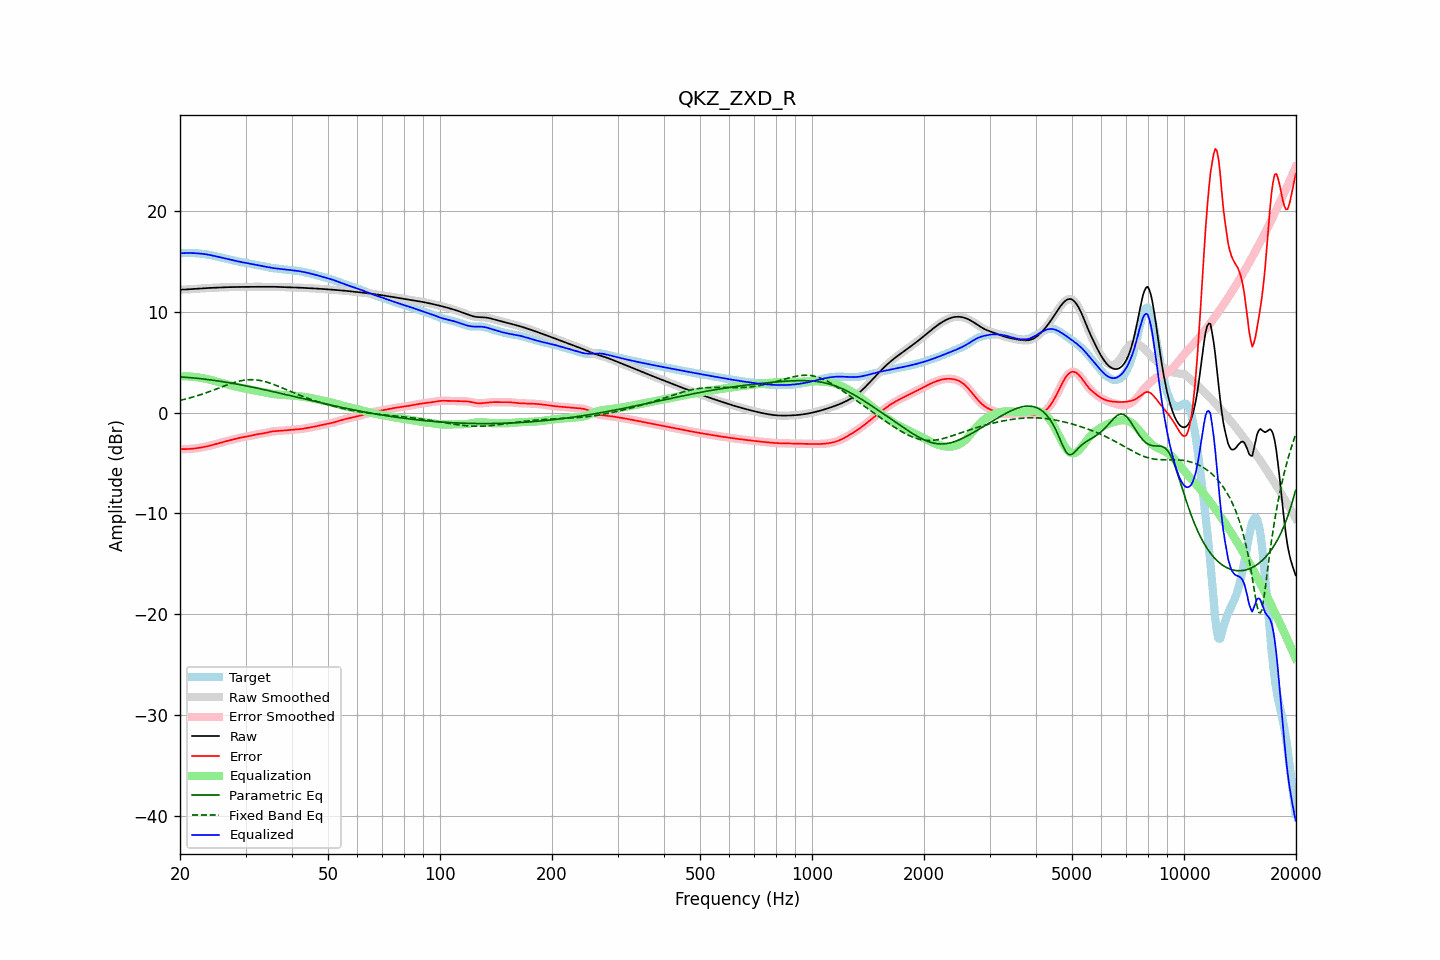 QKZ_ZXD_R
Amplitude (dBr)
20
10
0
−10
−20
−30
−40
Target
Raw Smoothed
Error Smoothed
Raw
Error
Equalization
Parametric Eq
Fixed Band Eq
Equalized
20 50 100 200 500 1000 2000 5000 10000 20000
Frequency (Hz)